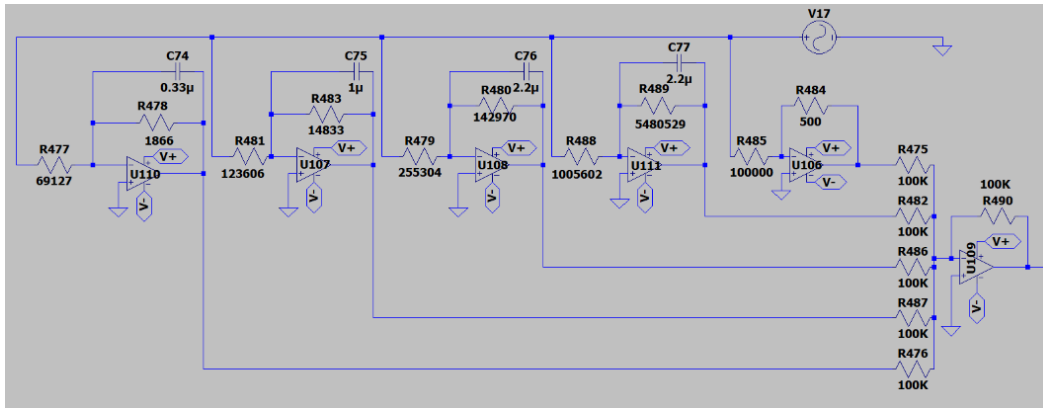 V17
C74
0.33µ
R478
1866
R477
69127
U110
V+
V-
C75
1µ
R483
14833
R481
123606
U107
V+
V-
C76
2.2µ
R480
142970
R479
255304
U108
V+
V-
C77
2.2µ
R489
5480529
R488
1005602
U111
V+
V-
R484
500
R485
100000
U106
V+
V-
R475
100K
R482
100K
R486
100K
R487
100K
R476
100K
100K
R490
U109
V+
V-